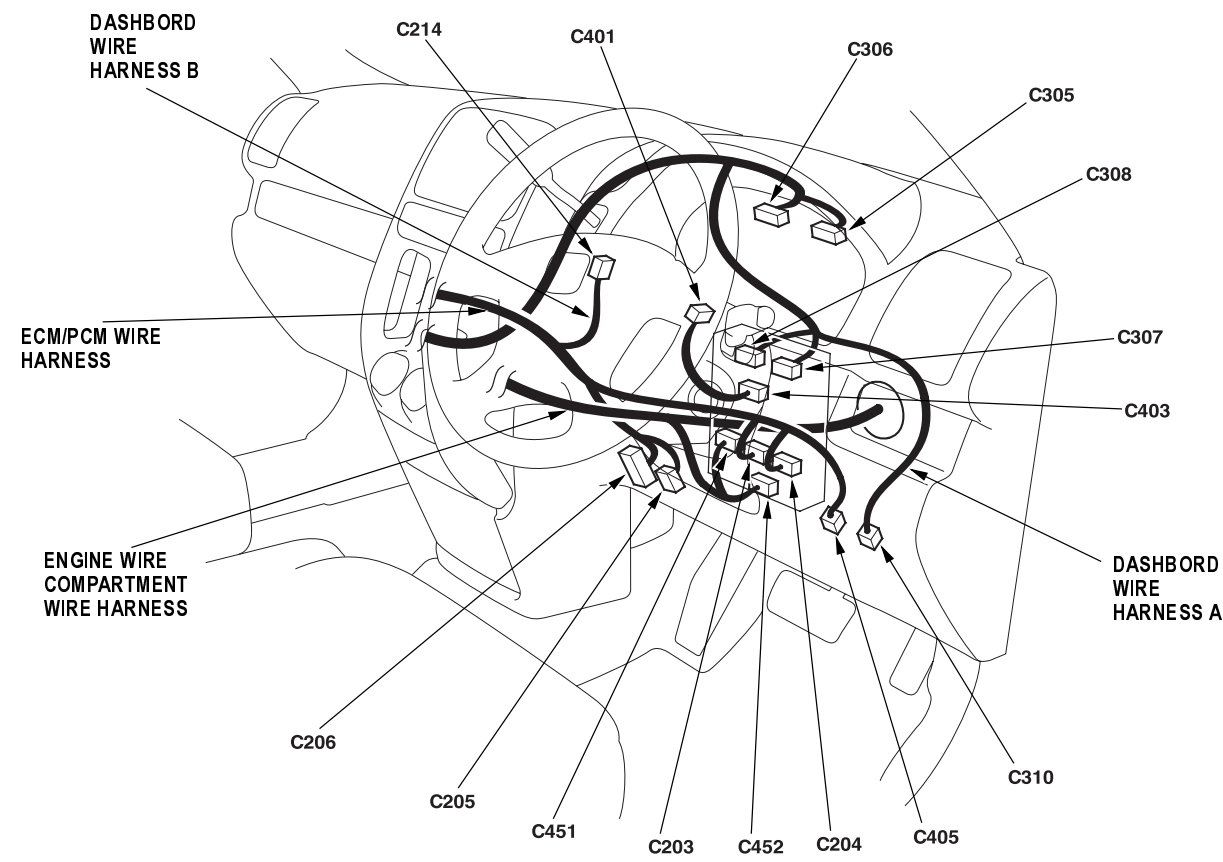 DASHBORD
WIRE
HARNESS B
C214
C401
C306
C305
C308
ECM/PCM WIRE
HARNESS
C307
C403
ENGINE WIRE
COMPARTMENT
WIRE HARNESS
DASHBORD
WIRE
HARNESS A
C206
C205
C451
C203
C452
C204
C405
C310